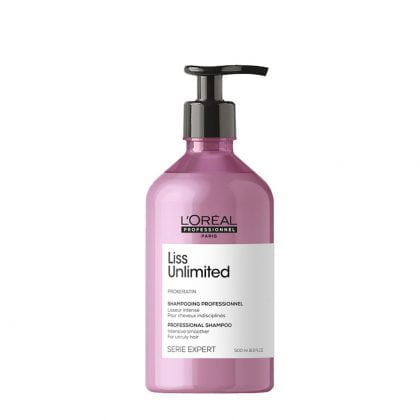 L'ORÉAL
PROFESSIONNEL
PARIS
Liss
Unlimited
PROKERATIN
SHAMPOOING PROFESSIONNEL
Lisseur intense
Pour cheveux indisciplinés
PROFESSIONAL SHAMPOO
Intensive smoother
For unruly hair
SERIE EXPERT